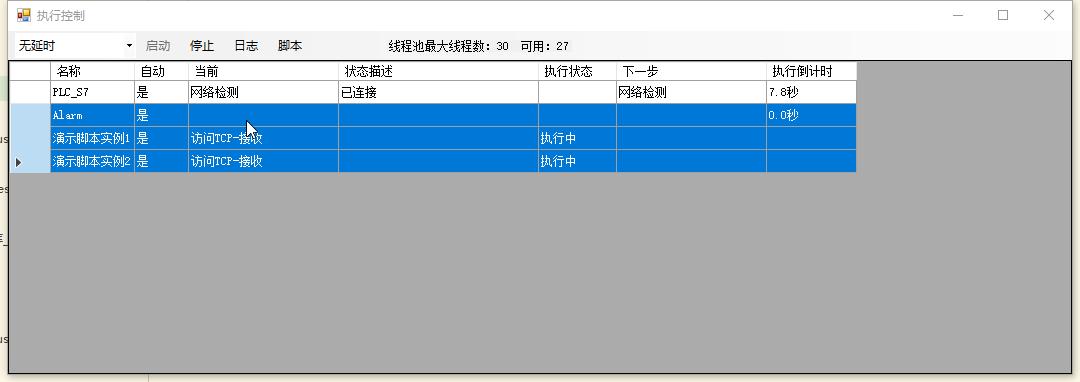 执行控制
无延时 启动 停止 日志 脚本 线程池最大线程数：30 可用：27
名称 自动 当前 状态描述 执行状态 下一步 执行倒计时
PLC_S7 是 网络检测 已连接 网络检测 7.8秒
Alarm 是 0.0秒
演示脚本实例1 是 访问TCP-接收 执行中
演示脚本实例2 是 访问TCP-接收 执行中